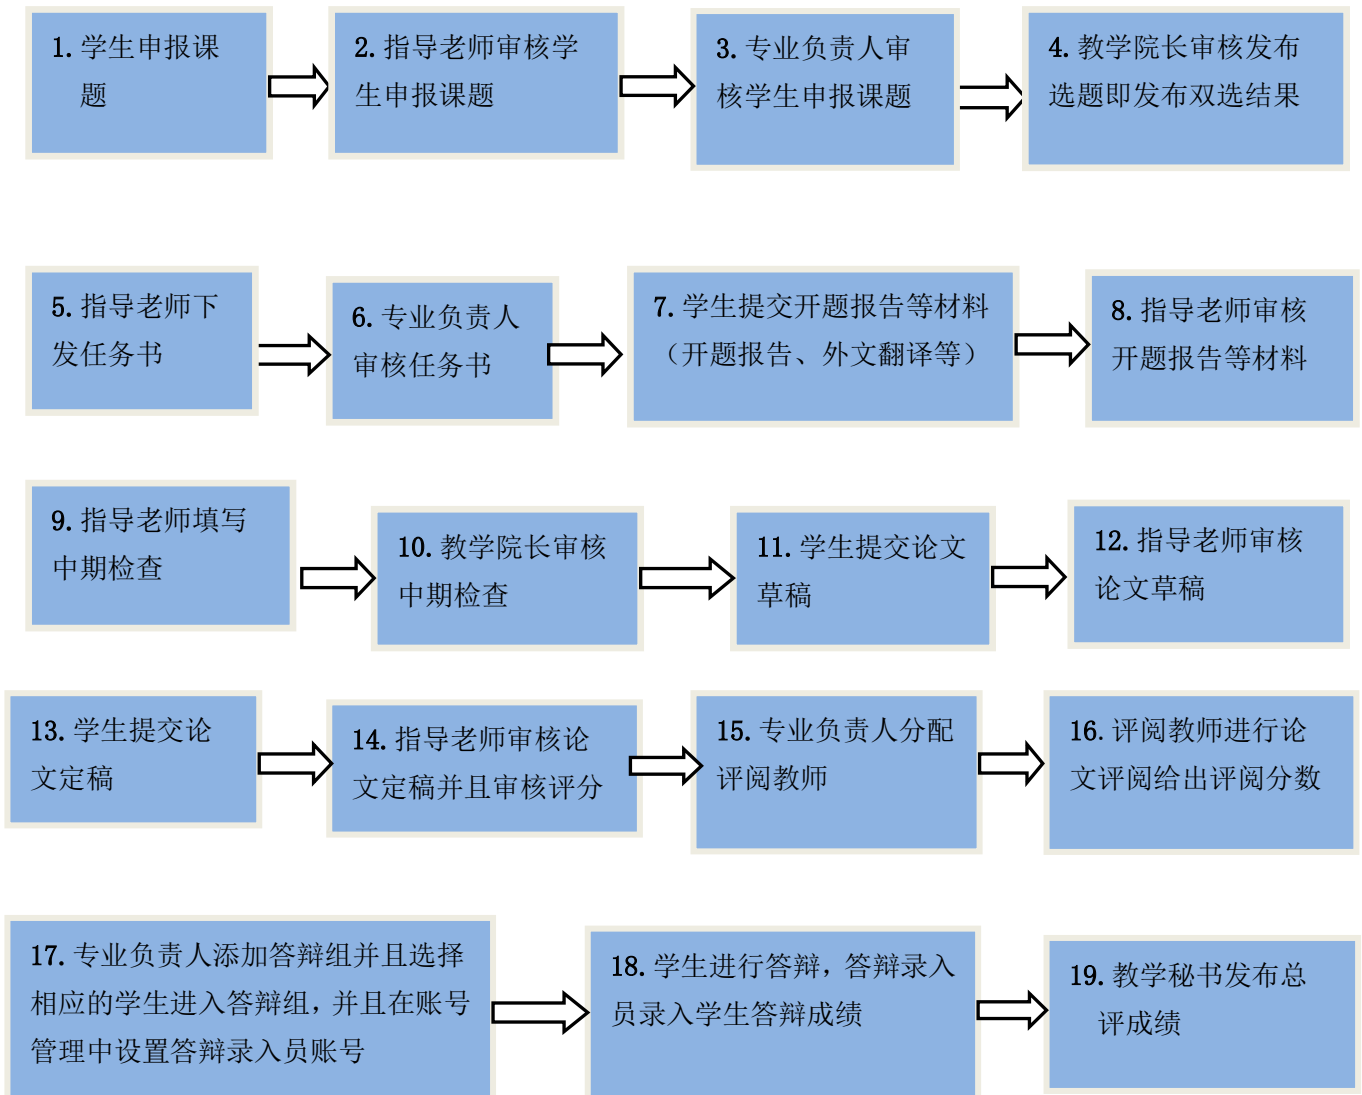 1. 学生申报课
题
2. 指导老师审核学
生申报课题
3. 专业负责人审
核学生申报课题
4. 教学院长审核发布
选题即发布双选结果
5. 指导老师下
发任务书
6. 专业负责人
审核任务书
7. 学生提交开题报告等材料
（开题报告、外文翻译等）
8. 指导老师审核
开题报告等材料
9. 指导老师填写
中期检查
10. 教学院长审核
中期检查
11. 学生提交论文
草稿
12. 指导老师审核
论文草稿
13. 学生提交论
文定稿
14. 指导老师审核论
文定稿并且审核评分
15. 专业负责人分配
评阅教师
16. 评阅教师进行论
文评阅给出评阅分数
17. 专业负责人添加答辩组并且选择
相应的学生进入答辩组，并且在账号
管理中设置答辩录入员账号
18. 学生进行答辩，答辩录入
员录入学生答辩成绩
19. 教学秘书发布总
评成绩